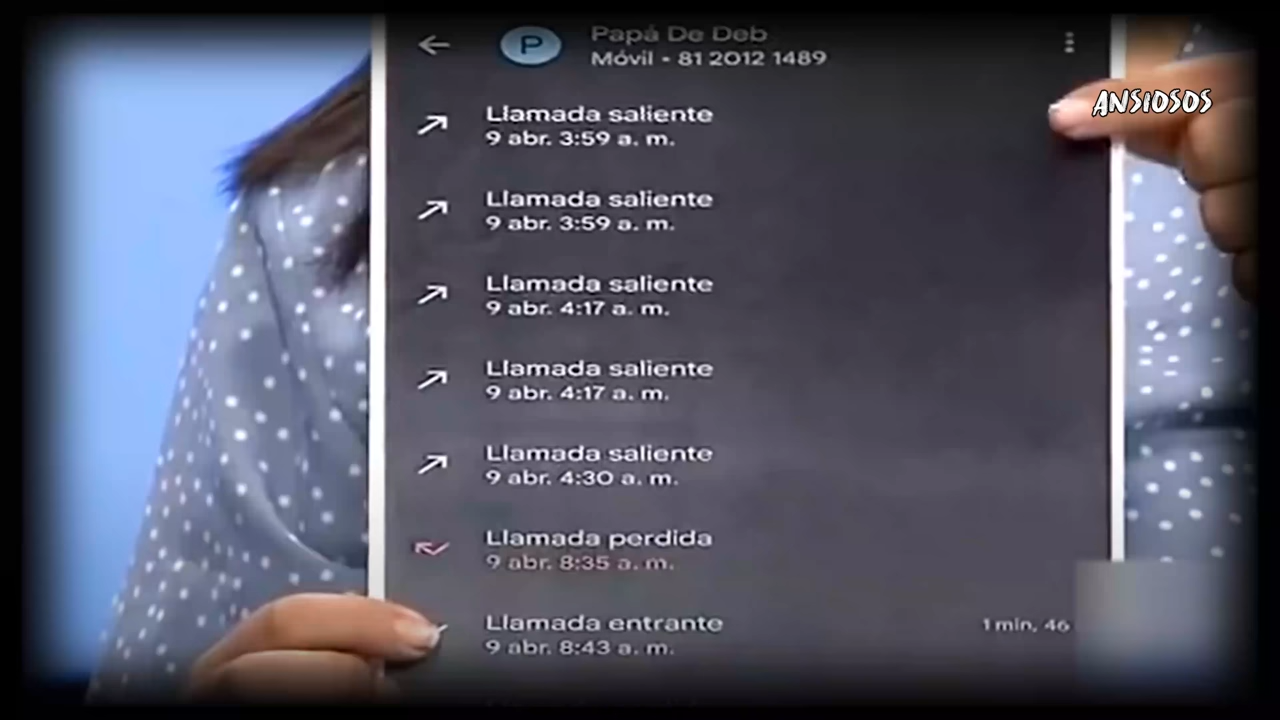 Papá De Deb
Móvil • 81 2012 1489
ANSIOSOS
Llamada saliente
9 abr. 3:59 a. m.
Llamada saliente
9 abr. 3:59 a. m.
Llamada saliente
9 abr. 4:17 a. m.
Llamada saliente
9 abr. 4:17 a. m.
Llamada saliente
9 abr. 4:30 a. m.
Llamada perdida
9 abr. 8:35 a. m.
Llamada entrante
1 min, 46
9 abr. 8:43 a. m.